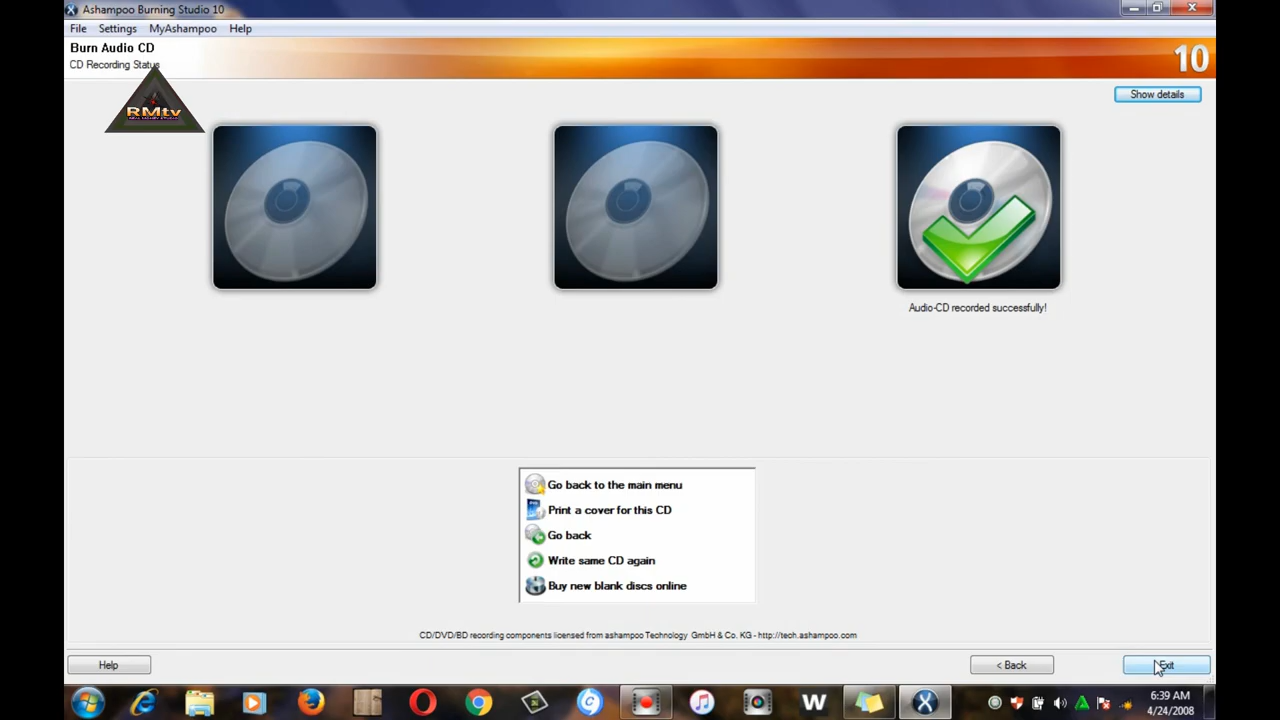 Ashampoo Burning Studio 10
File Settings MyAshampoo Help
Burn Audio CD
CD Recording Status
10
Show details
RMtv
Audio-CD recorded successfully!
Go back to the main menu
Print a cover for this CD
Go back
Write same CD again
Buy new blank discs online
CD/DVD/BD recording components licensed from ashampoo Technology GmbH & Co. KG - http://tech.ashampoo.com
Help
< Back
Exit
6:39 AM
4/24/2008